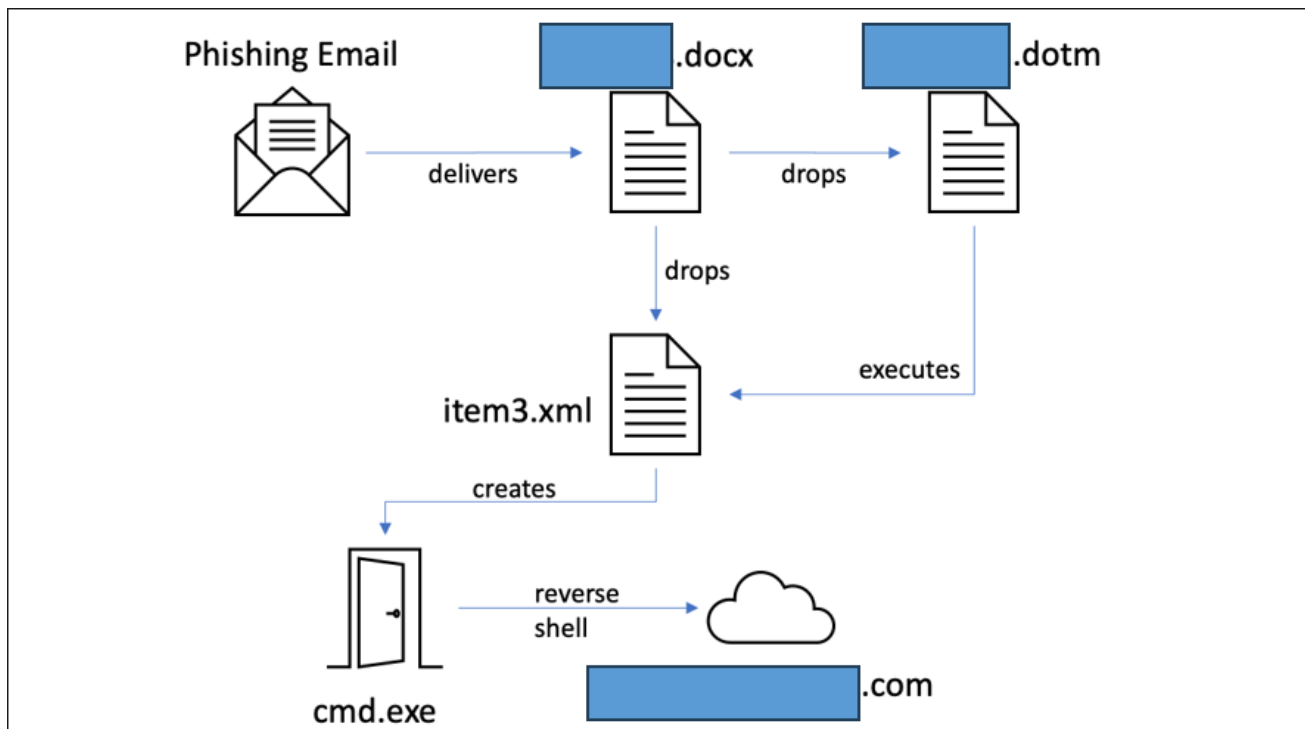 Phishing Email
.docx
.dotm
delivers
drops
drops
executes
item3.xml
creates
reverse
shell
.com
cmd.exe